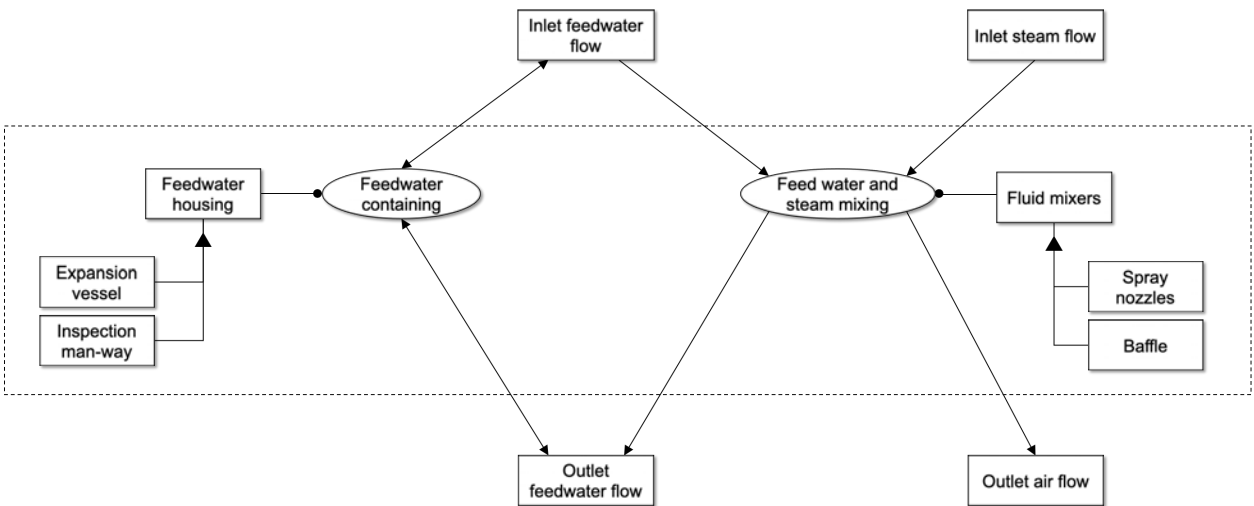 Inlet feedwater
flow
Inlet steam flow
Feedwater
housing
Feedwater
containing
Feed water and
steam mixing
Fluid mixers
Expansion
vessel
Inspection
man-way
Spray
nozzles
Baffle
Outlet
feedwater flow
Outlet air flow